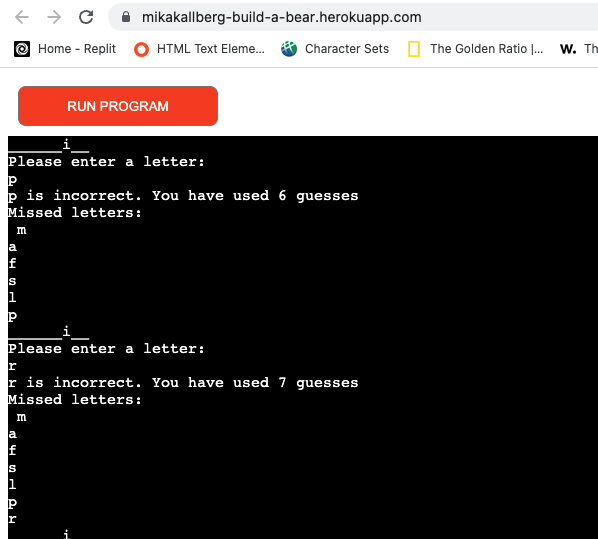 mikakallberg-build-a-bear.herokuapp.com
Home - Replit HTML Text Eleme... Character Sets The Golden Ratio |... W. Th
RUN PROGRAM
______i__
Please enter a letter:
p
p is incorrect. You have used 6 guesses
Missed letters:
m
a
f
s
l
p
______i__
Please enter a letter:
r
r is incorrect. You have used 7 guesses
Missed letters:
m
a
f
s
l
p
r
i